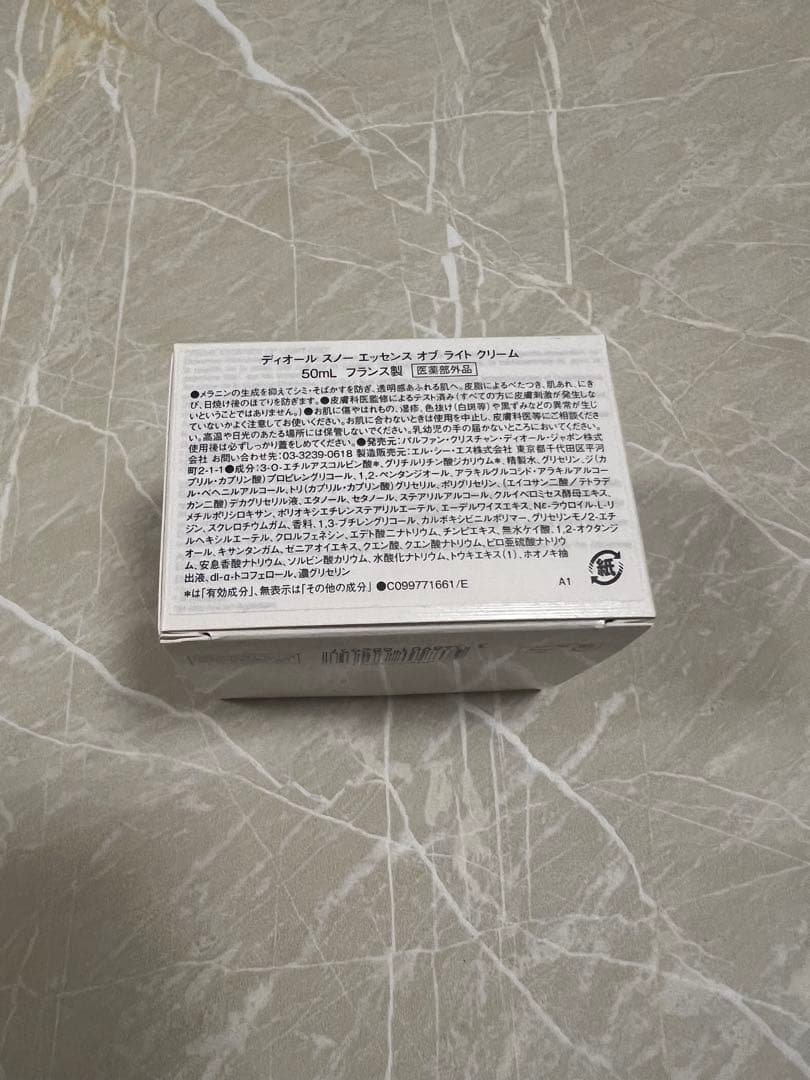 ディオール スノー エッセンス オブ ライト クリーム
50mL フランス製 医薬部外品
●メラニンの生成を抑えてシミ・そばかすを防ぎ、透明感あふれる肌へ。皮脂によるべたつき、肌あれ、にき
び、日焼け後のほてりを防ぎます。●皮膚科医監修によるテスト済み(すべての方に皮膚刺激が発生しな
いということではありません。)●お肌に傷やはれもの、湿疹、色抜け(白斑等)や黒ずみなどの異常が生じ
ていないかよく注意してお使いください。お肌に合わないときは使用を中止し、皮膚科医等にご相談くださ
い。高温や日光のあたる場所には保管しないでください。乳幼児の手の届かないところにおいてください。
使用後は必ずしっかり蓋をしめてください。●発売元:パルファン・クリスチャン・ディオール・ジャポン株式
会社 お問い合わせ先:03-3239-0618 製造販売元:エル・シー・エス株式会社 東京都千代田区平河
町2-1-1●成分:3-O-エチルアスコルビン酸*、グリチルリチン酸ジカリウム*、精製水、グリセリン、ジ(カ
プリル・カプリン酸)プロピレングリコール、1,2-ペンタンジオール、アラキルグルコシド・アラキルアルコー
ル・ベヘニルアルコール、トリ(カプリル・カプリン酸)グリセリル、ポリグリセリン、(エイコサン二酸/テトラデ
カン二酸)デカグリセリル液、エタノール、セタノール、ステアリルアルコール、クルイベロミセス酵母エキス、
メチルポリシロキサン、ポリオキシエチレンステアリルエーテル、エーデルワイスエキス、Nε-ラウロイル-L-リ
ジン、スクレロチウムガム、香料、1,3-ブチレングリコール、カルボキシビニルポリマー、グリセリンモノ2-エチ
ルヘキシルエーテル、クロルフェネシン、エデト酸二ナトリウム、チンピエキス、無水ケイ酸、1,2-オクタンジ
オール、キサンタンガム、ゼニアオイエキス、クエン酸、クエン酸ナトリウム、ピロ亜硫酸ナトリウ
ム、安息香酸ナトリウム、ソルビン酸カリウム、水酸化ナトリウム、トウキエキス(1)、ホオノキ抽
出液、dl-α-トコフェロール、濃グリセリン
*は「有効成分」、無表示は「その他の成分」 ●C099771661/E A1
紙